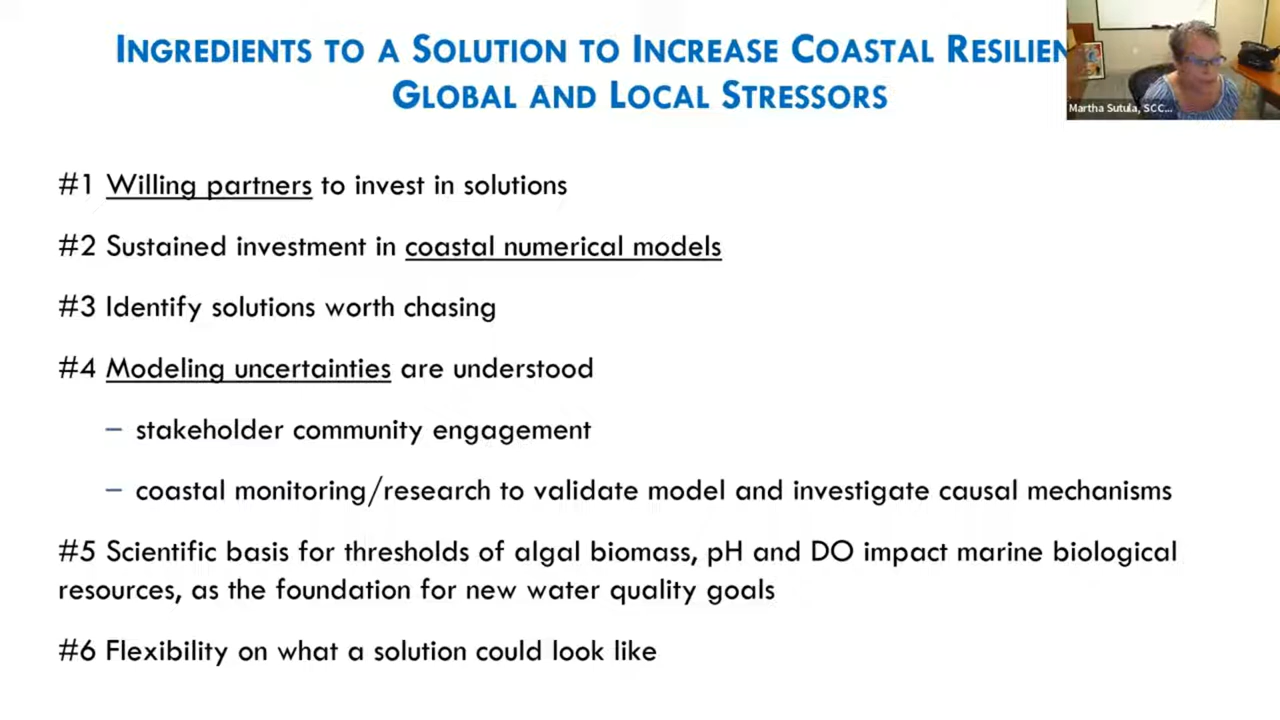 INGREDIENTS TO A SOLUTION TO INCREASE COASTAL RESILIEN
GLOBAL AND LOCAL STRESSORS
Martha Sutula, SCC...
#1 Willing partners to invest in solutions
#2 Sustained investment in coastal numerical models
#3 Identify solutions worth chasing
#4 Modeling uncertainties are understood
– stakeholder community engagement
– coastal monitoring/research to validate model and investigate causal mechanisms
#5 Scientific basis for thresholds of algal biomass, pH and DO impact marine biological
resources, as the foundation for new water quality goals
#6 Flexibility on what a solution could look like